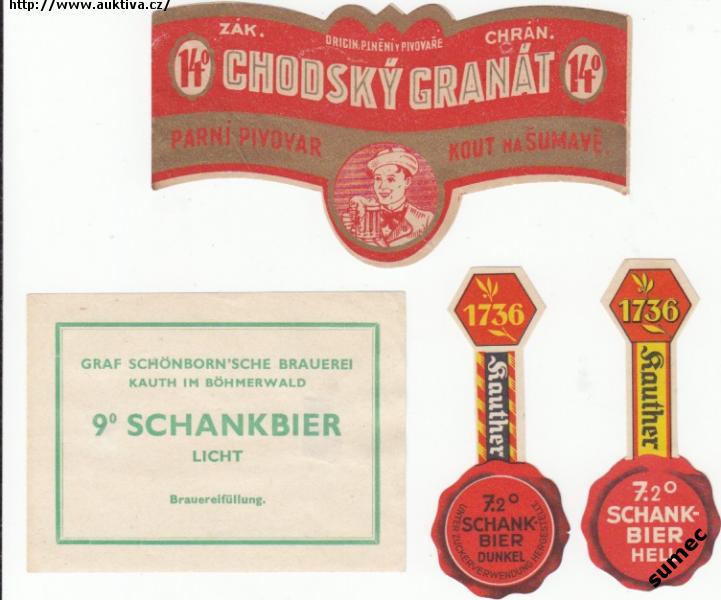 http://www.auktiva.cz/
ZÁK.
CHRÁN.
ORIGIN. PLNĚNÍ V PIVOVAŘE
14°
CHODSKÝ GRANÁT
14°
PARNÍ PIVOVAR
KOUT NA ŠUMAVĚ.
GRAF SCHÖNBORN'SCHE BRAUEREI
KAUTH IM BÖHMERWALD
9° SCHANKBIER
LICHT
Brauereifüllung.
1736
Kauther
7.2°
SCHANK-
BIER
DUNKEL
UNTER ZUCKERVERWENDUNG HERGESTELLT
1736
Kauther
7.2°
SCHANK-
BIER
HELL
sumec